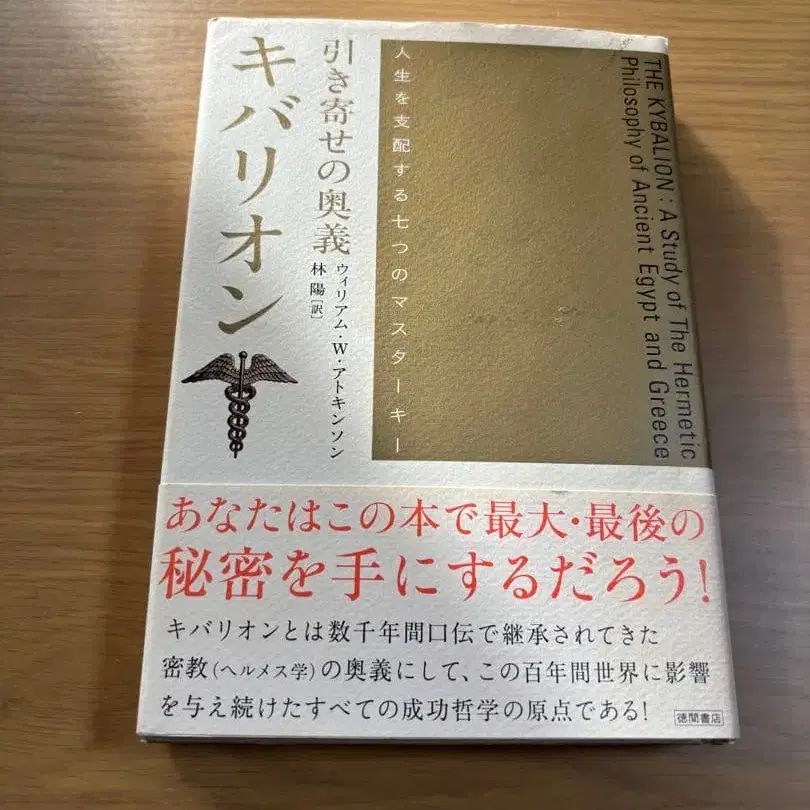 THE KYBALION : A Study of The Hermetic
Philosophy of Ancient Egypt and Greece
人生を支配する七つのマスターキー
引き寄せの奥義
キバリオン
ウィリアム・W・アトキンソン
林 陽[訳]
あなたはこの本で最大・最後の
秘密を手にするだろう!
キバリオンとは数千年間口伝で継承されてきた
密教(ヘルメス学)の奥義にして、この百年間世界に影響
を与え続けたすべての成功哲学の原点である!
徳間書店